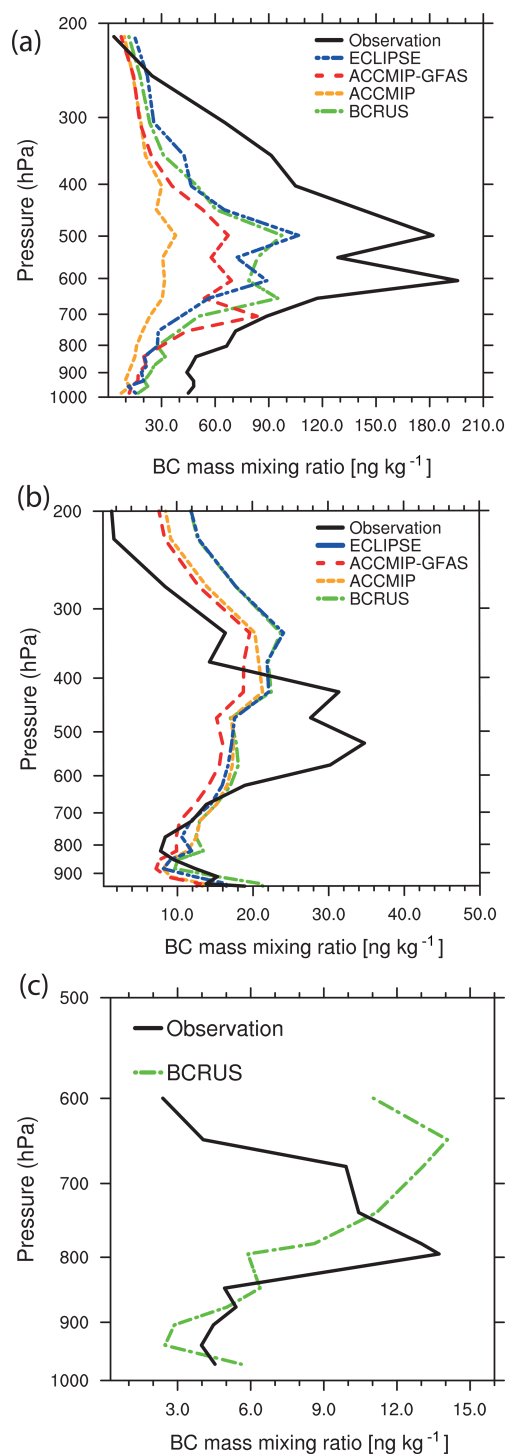 (a)
200
300
400
500
600
700
800
900
1000
Pressure (hPa)
Observation
ECLIPSE
ACCMIP-GFAS
ACCMIP
BCRUS
30.0 60.0 90.0 120.0 150.0 180.0 210.0
BC mass mixing ratio [ng kg⁻¹]
(b)
200
300
400
500
600
700
800
900
Pressure (hPa)
Observation
ECLIPSE
ACCMIP-GFAS
ACCMIP
BCRUS
10.0 20.0 30.0 40.0 50.0
BC mass mixing ratio [ng kg⁻¹]
(c)
500
600
700
800
900
1000
Pressure (hPa)
Observation
BCRUS
3.0 6.0 9.0 12.0 15.0
BC mass mixing ratio [ng kg⁻¹]